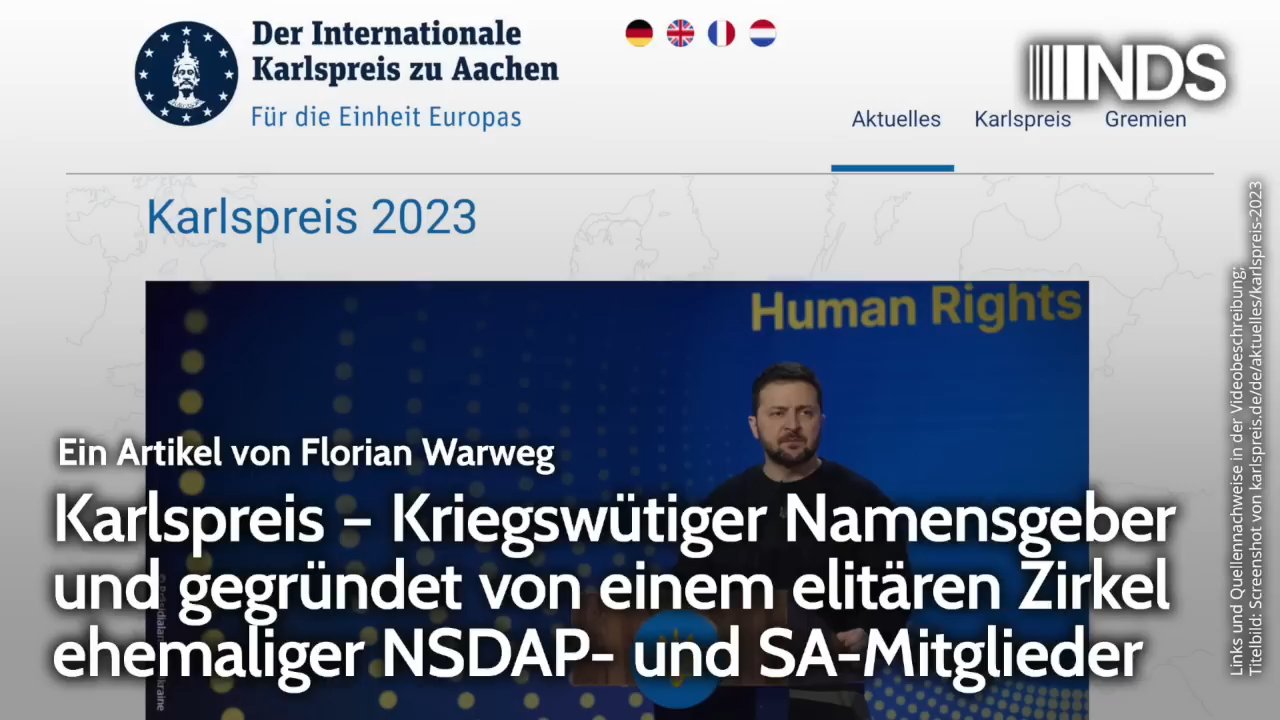 Der Internationale
Karlspreis zu Aachen
Für die Einheit Europas
NDS
Aktuelles Karlspreis Gremien
Karlspreis 2023
Human Rights
Ein Artikel von Florian Warweg
Karlspreis – Kriegswütiger Namensgeber
und gegründet von einem elitären Zirkel
ehemaliger NSDAP- und SA-Mitglieder
Links und Quellennachweise in der Videobeschreibung;
Titelbild: Screenshot von karlspreis.de/de/aktuelles/karlspreis-2023